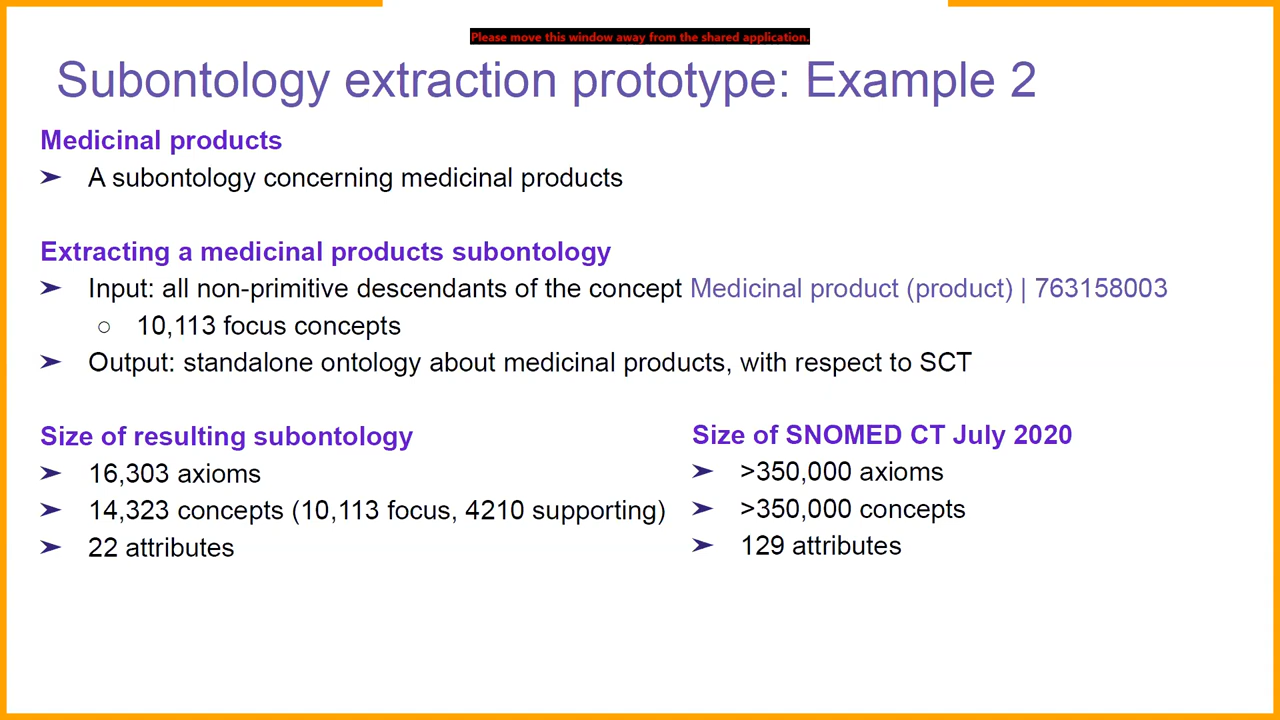 Please move this window away from the shared application.
Subontology extraction prototype: Example 2
Medicinal products
➢ A subontology concerning medicinal products
Extracting a medicinal products subontology
➢ Input: all non-primitive descendants of the concept Medicinal product (product) | 763158003
○ 10,113 focus concepts
➢ Output: standalone ontology about medicinal products, with respect to SCT
Size of resulting subontology
➢ 16,303 axioms
➢ 14,323 concepts (10,113 focus, 4210 supporting)
➢ 22 attributes
Size of SNOMED CT July 2020
➢ >350,000 axioms
➢ >350,000 concepts
➢ 129 attributes